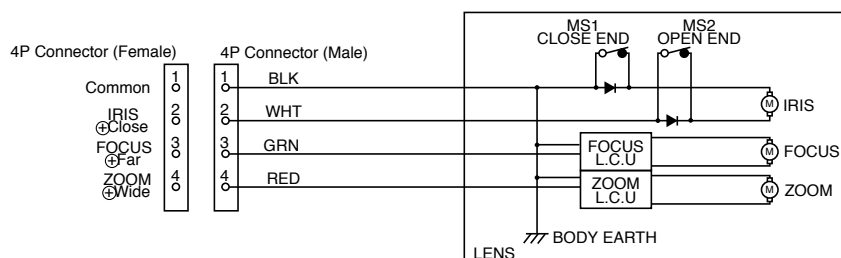 MS1
CLOSE END
MS2
OPEN END
4P Connector (Female)
4P Connector (Male)
Common
1
1
BLK
IRIS
⊕Close
2
2
WHT
M
IRIS
FOCUS
⊕Far
3
3
GRN
FOCUS
L.C.U
M
FOCUS
ZOOM
⊕Wide
4
4
RED
ZOOM
L.C.U
M
ZOOM
BODY EARTH
LENS